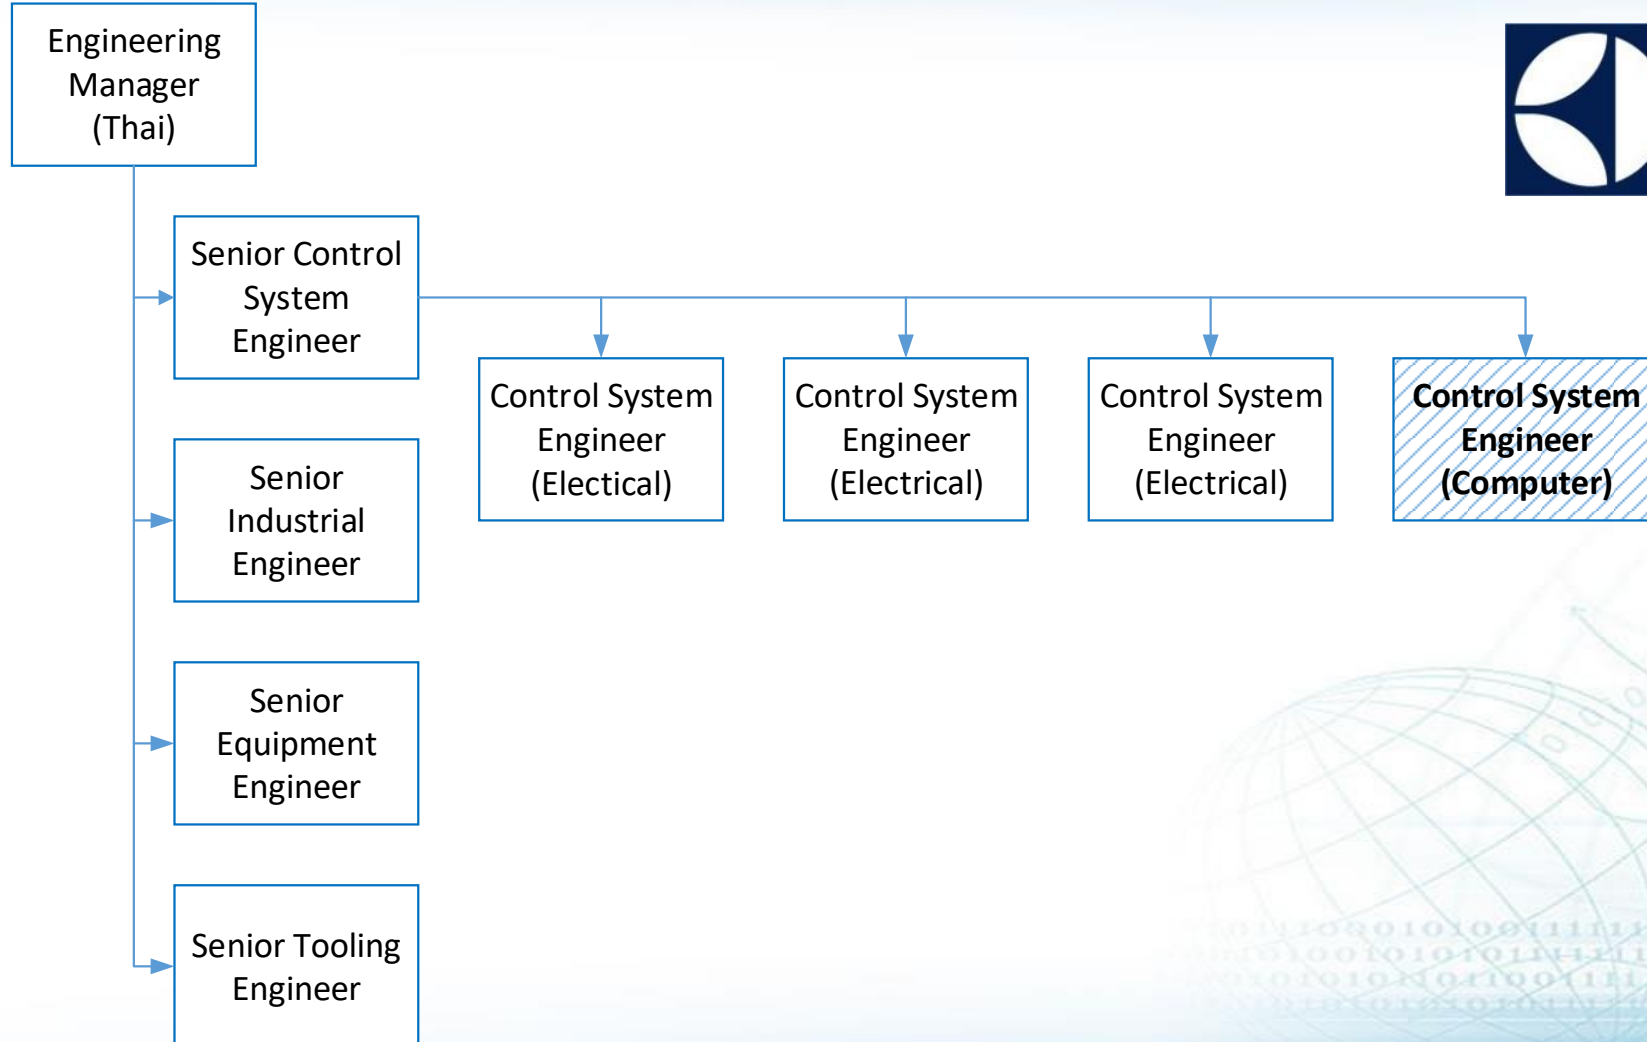 Engineering
Manager
(Thai)
Senior Control
System
Engineer
Control System
Engineer
(Electical)
Control System
Engineer
(Electrical)
Control System
Engineer
(Electrical)
Control System
Engineer
(Computer)
Senior
Industrial
Engineer
Senior
Equipment
Engineer
Senior Tooling
Engineer